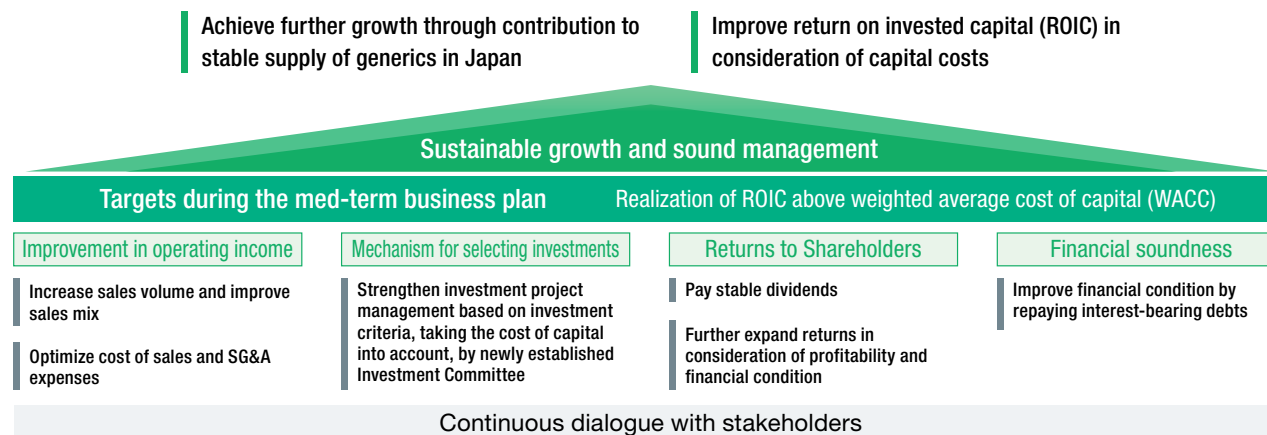 Achieve further growth through contribution to
stable supply of generics in Japan
Improve return on invested capital (ROIC) in
consideration of capital costs
Sustainable growth and sound management
Targets during the med-term business plan
Realization of ROIC above weighted average cost of capital (WACC)
Improvement in operating income
Increase sales volume and improve
sales mix
Optimize cost of sales and SG&A
expenses
Mechanism for selecting investments
Strengthen investment project
management based on investment
criteria, taking the cost of capital
into account, by newly established
Investment Committee
Returns to Shareholders
Pay stable dividends
Further expand returns in
consideration of profitability and
financial condition
Financial soundness
Improve financial condition by
repaying interest-bearing debts
Continuous dialogue with stakeholders